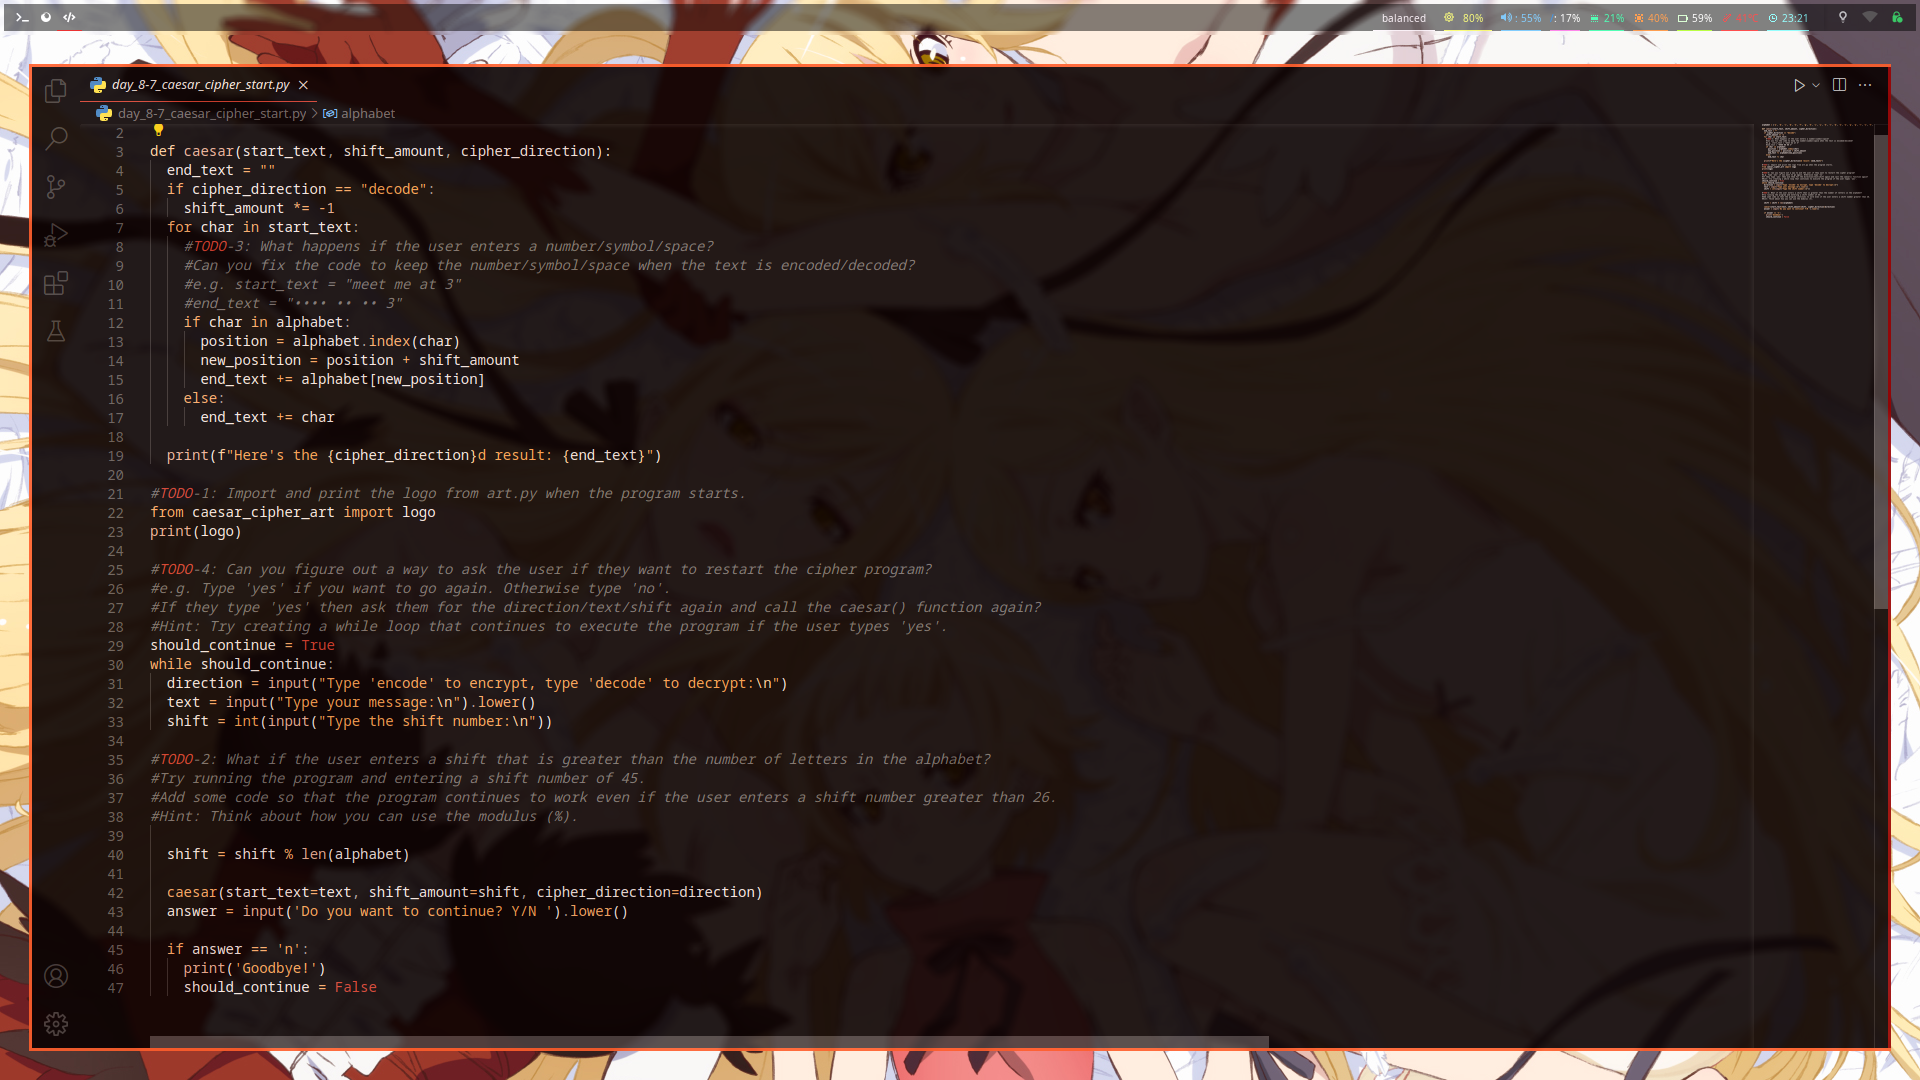 balanced 80% : 55% : 17% 21% 40% 59% 23:21
day_8-7_caesar_cipher_start.py
day_8-7_caesar_cipher_start.py > alphabet
2
3 def caesar(start_text, shift_amount, cipher_direction):
4 end_text = ""
5 if cipher_direction == "decode":
6 shift_amount *= -1
7 for char in start_text:
8 #TODO-3: What happens if the user enters a number/symbol/space?
9 #Can you fix the code to keep the number/symbol/space when the text is encoded/decoded?
10 #e.g. start_text = "meet me at 3"
11 #end_text = "•••• •• •• 3"
12 if char in alphabet:
13 position = alphabet.index(char)
14 new_position = position + shift_amount
15 end_text += alphabet[new_position]
16 else:
17 end_text += char
18
19 print(f"Here's the {cipher_direction}d result: {end_text}")
20
21 #TODO-1: Import and print the logo from art.py when the program starts.
22 from caesar_cipher_art import logo
23 print(logo)
24
25 #TODO-4: Can you figure out a way to ask the user if they want to restart the cipher program?
26 #e.g. Type 'yes' if you want to go again. Otherwise type 'no'.
27 #If they type 'yes' then ask them for the direction/text/shift again and call the caesar() function again?
28 #Hint: Try creating a while loop that continues to execute the program if the user types 'yes'.
29 should_continue = True
30 while should_continue:
31 direction = input("Type 'encode' to encrypt, type 'decode' to decrypt:\n")
32 text = input("Type your message:\n").lower()
33 shift = int(input("Type the shift number:\n"))
34
35 #TODO-2: What if the user enters a shift that is greater than the number of letters in the alphabet?
36 #Try running the program and entering a shift number of 45.
37 #Add some code so that the program continues to work even if the user enters a shift number greater than 26.
38 #Hint: Think about how you can use the modulus (%).
39
40 shift = shift % len(alphabet)
41
42 caesar(start_text=text, shift_amount=shift, cipher_direction=direction)
43 answer = input('Do you want to continue? Y/N ').lower()
44
45 if answer == 'n':
46 print('Goodbye!')
47 should_continue = False